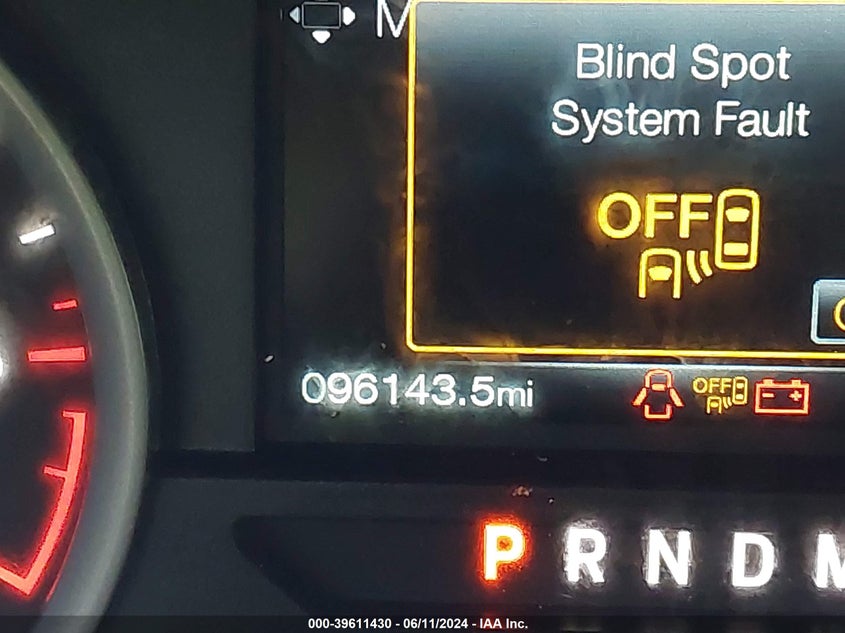 M
Blind Spot
System Fault
OFF
096143.5mi
OFF
P R N D M
000-39611430 - 06/11/2024 - IAA Inc.